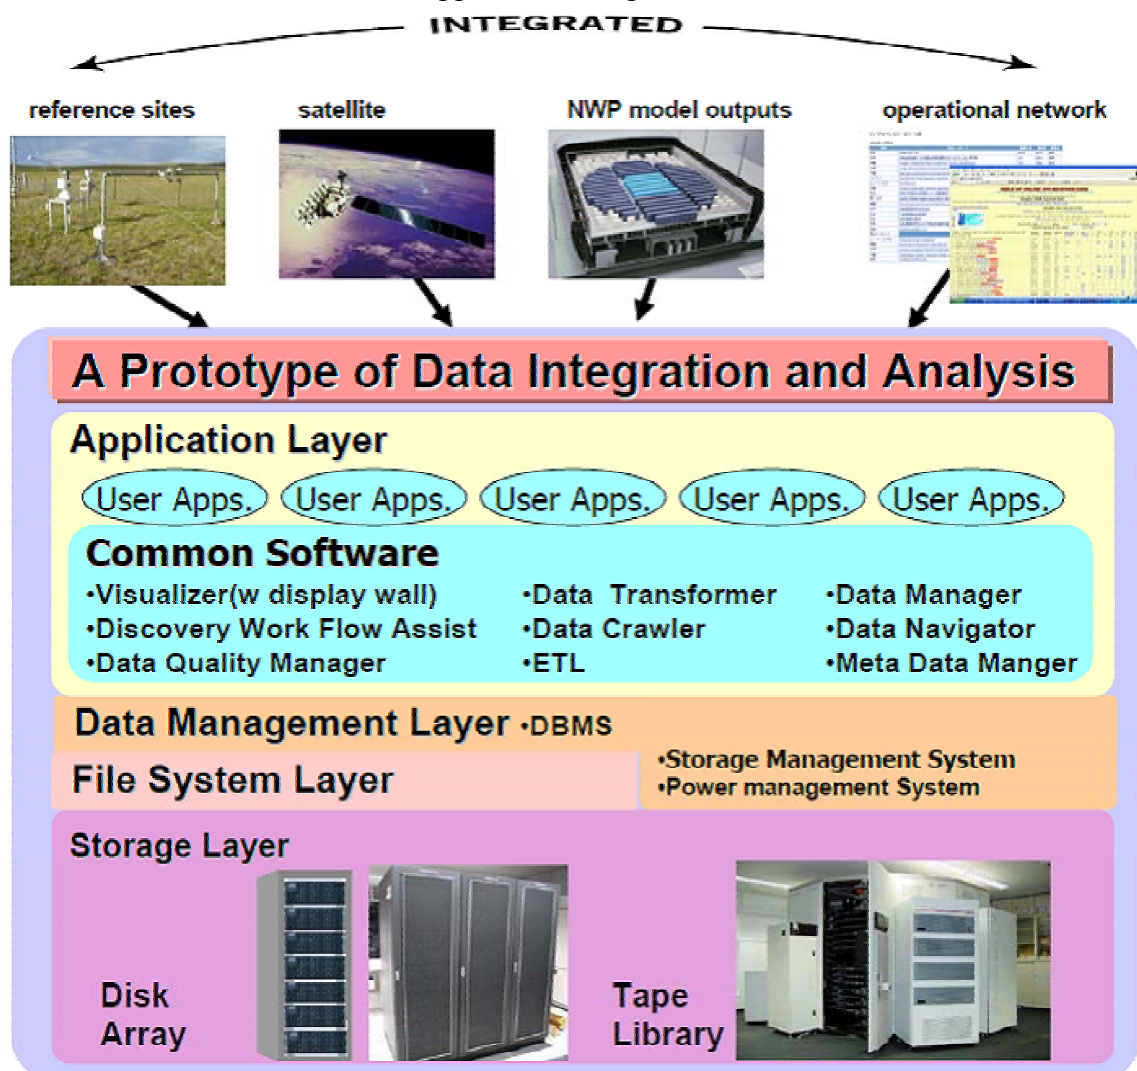 INTEGRATED
reference sites
satellite
NWP model outputs
operational network
A Prototype of Data Integration and Analysis
Application Layer
User Apps. User Apps. User Apps. User Apps. User Apps.
Common Software
•Visualizer(w display wall) •Data Transformer •Data Manager
•Discovery Work Flow Assist •Data Crawler •Data Navigator
•Data Quality Manager •ETL •Meta Data Manger
Data Management Layer •DBMS
•Storage Management System
File System Layer
•Power management System
Storage Layer
Disk
Array
Tape
Library